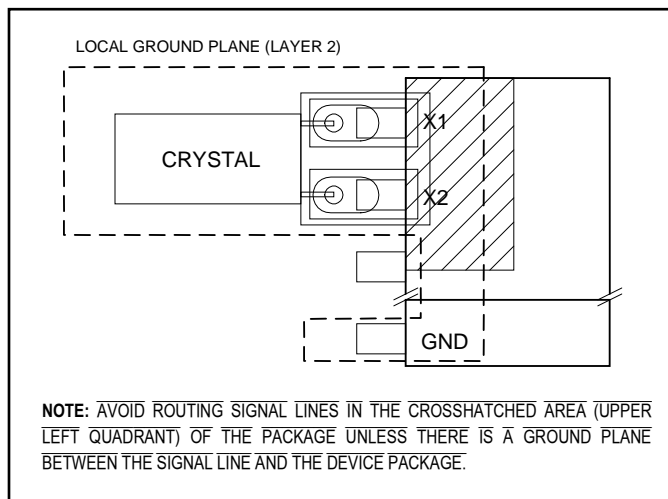 LOCAL GROUND PLANE (LAYER 2)
CRYSTAL
X1
X2
GND
NOTE: AVOID ROUTING SIGNAL LINES IN THE CROSSHATCHED AREA (UPPER
LEFT QUADRANT) OF THE PACKAGE UNLESS THERE IS A GROUND PLANE
BETWEEN THE SIGNAL LINE AND THE DEVICE PACKAGE.